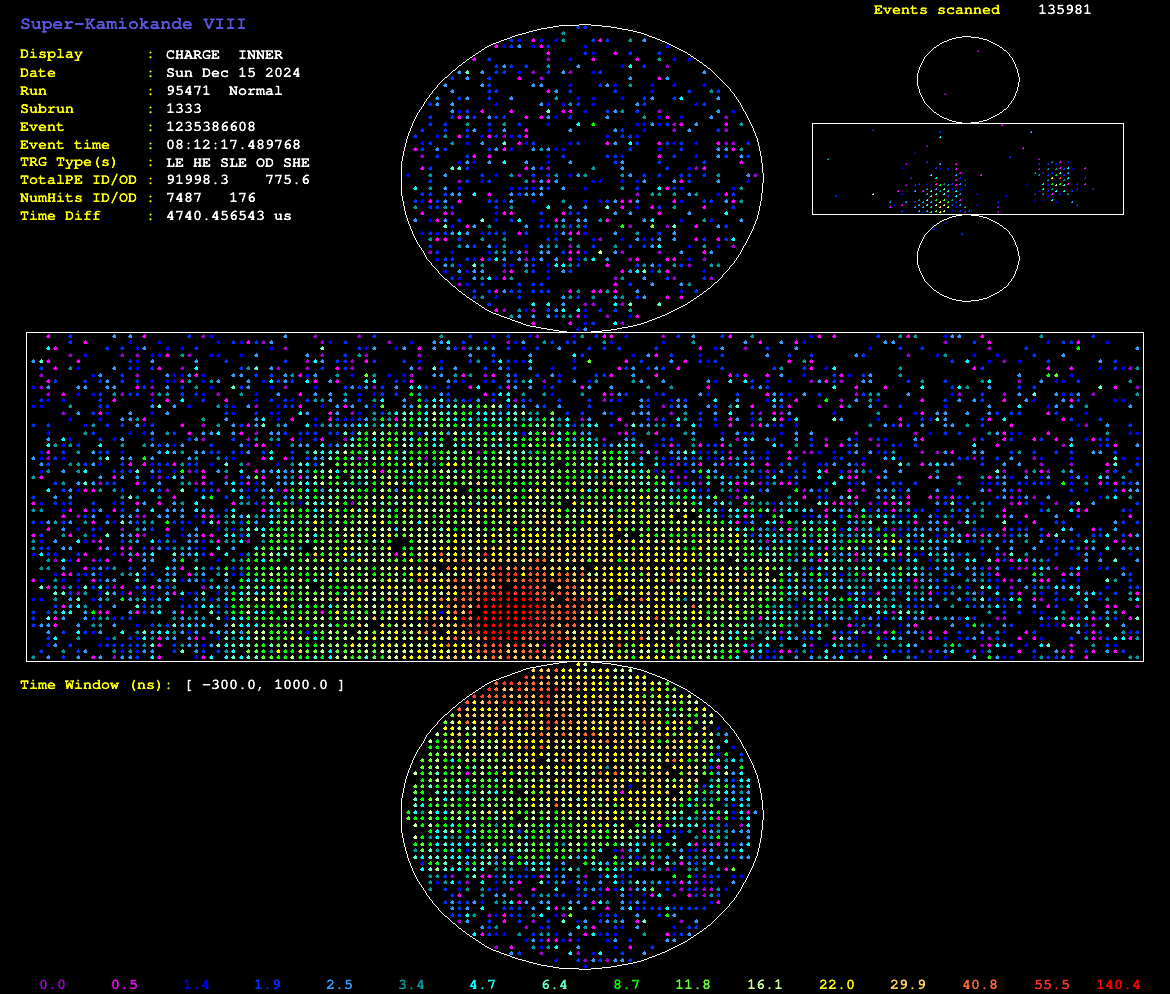 Super-Kamiokande VIII
Events scanned 135981
Display : CHARGE INNER
Date : Sun Dec 15 2024
Run : 95471 Normal
Subrun : 1333
Event : 1235386608
Event time : 08:12:17.489768
TRG Type(s) : LE HE SLE OD SHE
TotalPE ID/OD : 91998.3 775.6
NumHits ID/OD : 7487 176
Time Diff : 4740.456543 us
Time Window (ns): [ −300.0, 1000.0 ]
0.0 0.5 1.4 1.9 2.5 3.4 4.7 6.4 8.7 11.8 16.1 22.0 29.9 40.8 55.5 140.4